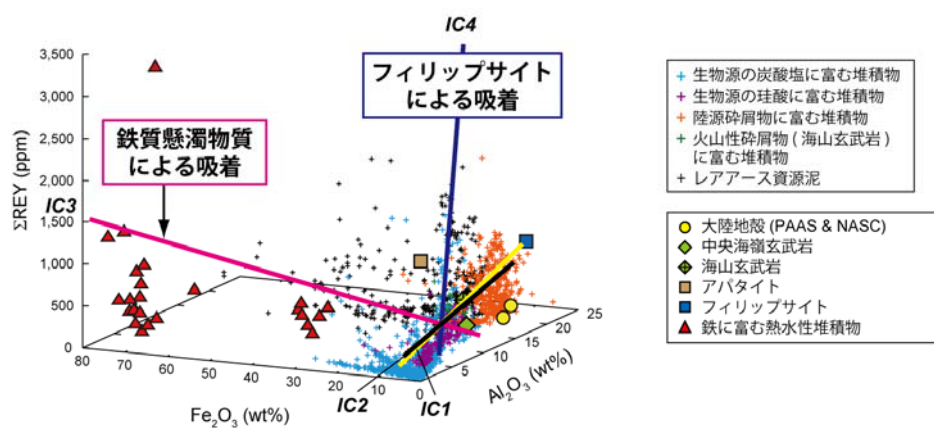 IC4
フィリップサイト
による吸着
鉄質懸濁物質
による吸着
IC3
ΣREY (ppm)
3,500
3,000
2,500
2,000
1,500
1,000
500
0
80
70
60
50
40
30
20
10
0
Fe₂O₃ (wt%)
5
10
15
20
25
Al₂O₃ (wt%)
IC2
IC1
生物源の炭酸塩に富む堆積物
生物源の珪酸に富む堆積物
陸源砕屑物に富む堆積物
火山性砕屑物 ( 海山玄武岩 )
に富む堆積物
レアアース資源泥
大陸地殻 (PAAS & NASC)
中央海嶺玄武岩
海山玄武岩
アパタイト
フィリップサイト
鉄に富む熱水性堆積物